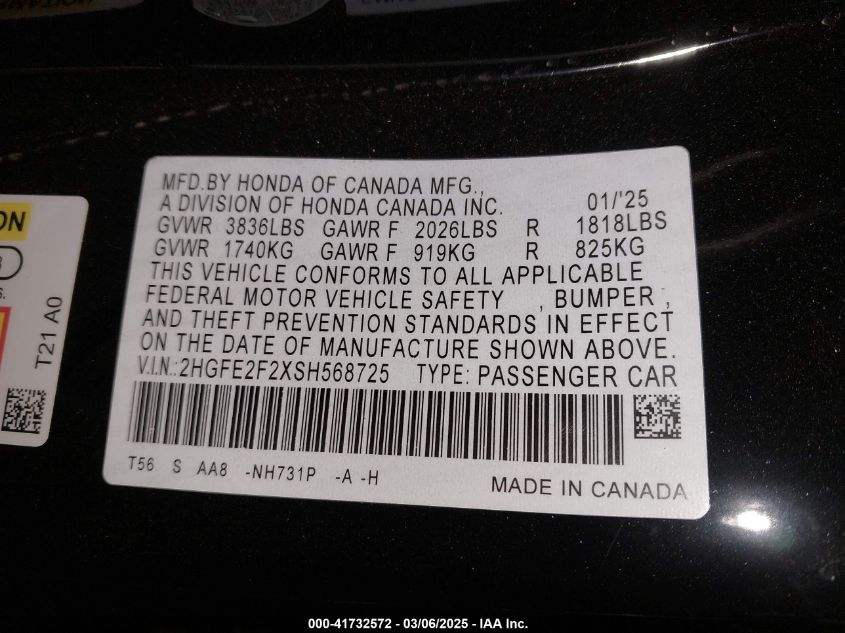 ON
S.
T21 A0
MFD.BY HONDA OF CANADA MFG.,
A DIVISION OF HONDA CANADA INC. 01/'25
GVWR 3836LBS GAWR F 2026LBS R 1818LBS
GVWR 1740KG GAWR F 919KG R 825KG
THIS VEHICLE CONFORMS TO ALL APPLICABLE
FEDERAL MOTOR VEHICLE SAFETY , BUMPER ,
AND THEFT PREVENTION STANDARDS IN EFFECT
ON THE DATE OF MANUFACTURE SHOWN ABOVE.
V.I.N.: 2HGFE2F2XSH568725 TYPE: PASSENGER CAR
T56 S AA8 -NH731P -A -H
MADE IN CANADA
000-41732572 - 03/06/2025 - IAA Inc.